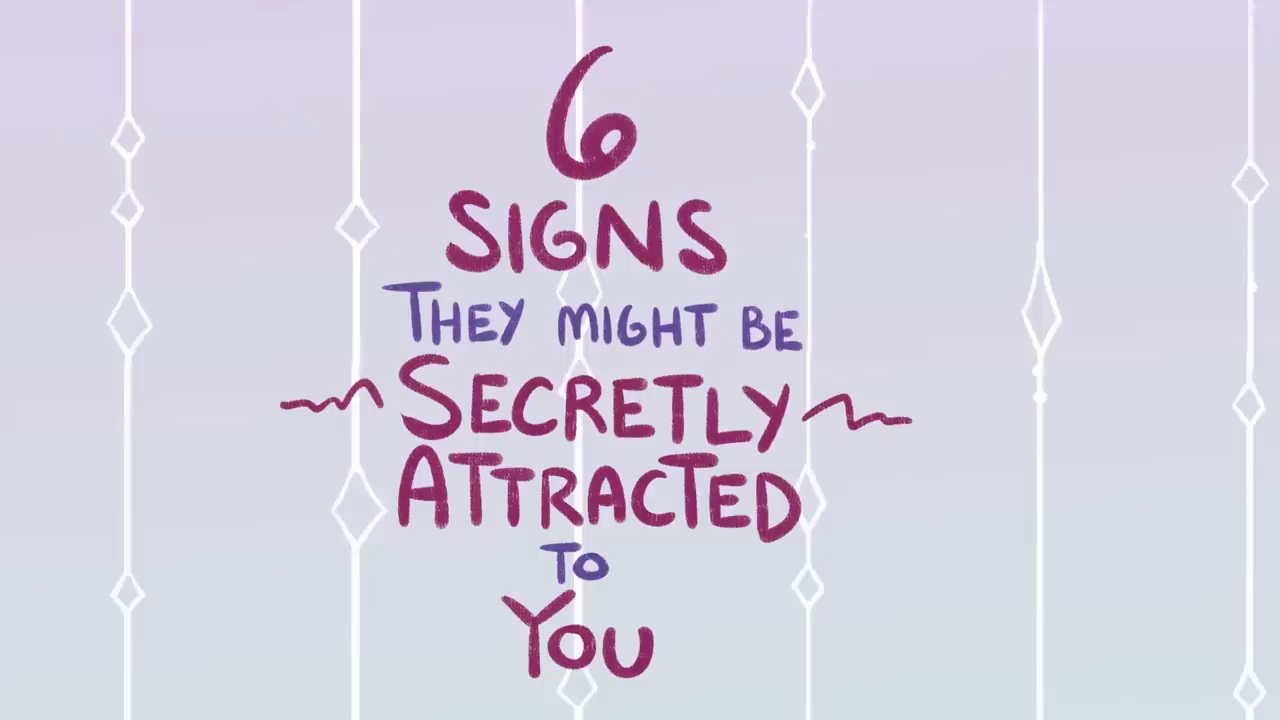 6
SIGNS
THEY MIGHT BE
SECRETLY
ATTRACTED
TO
YOU